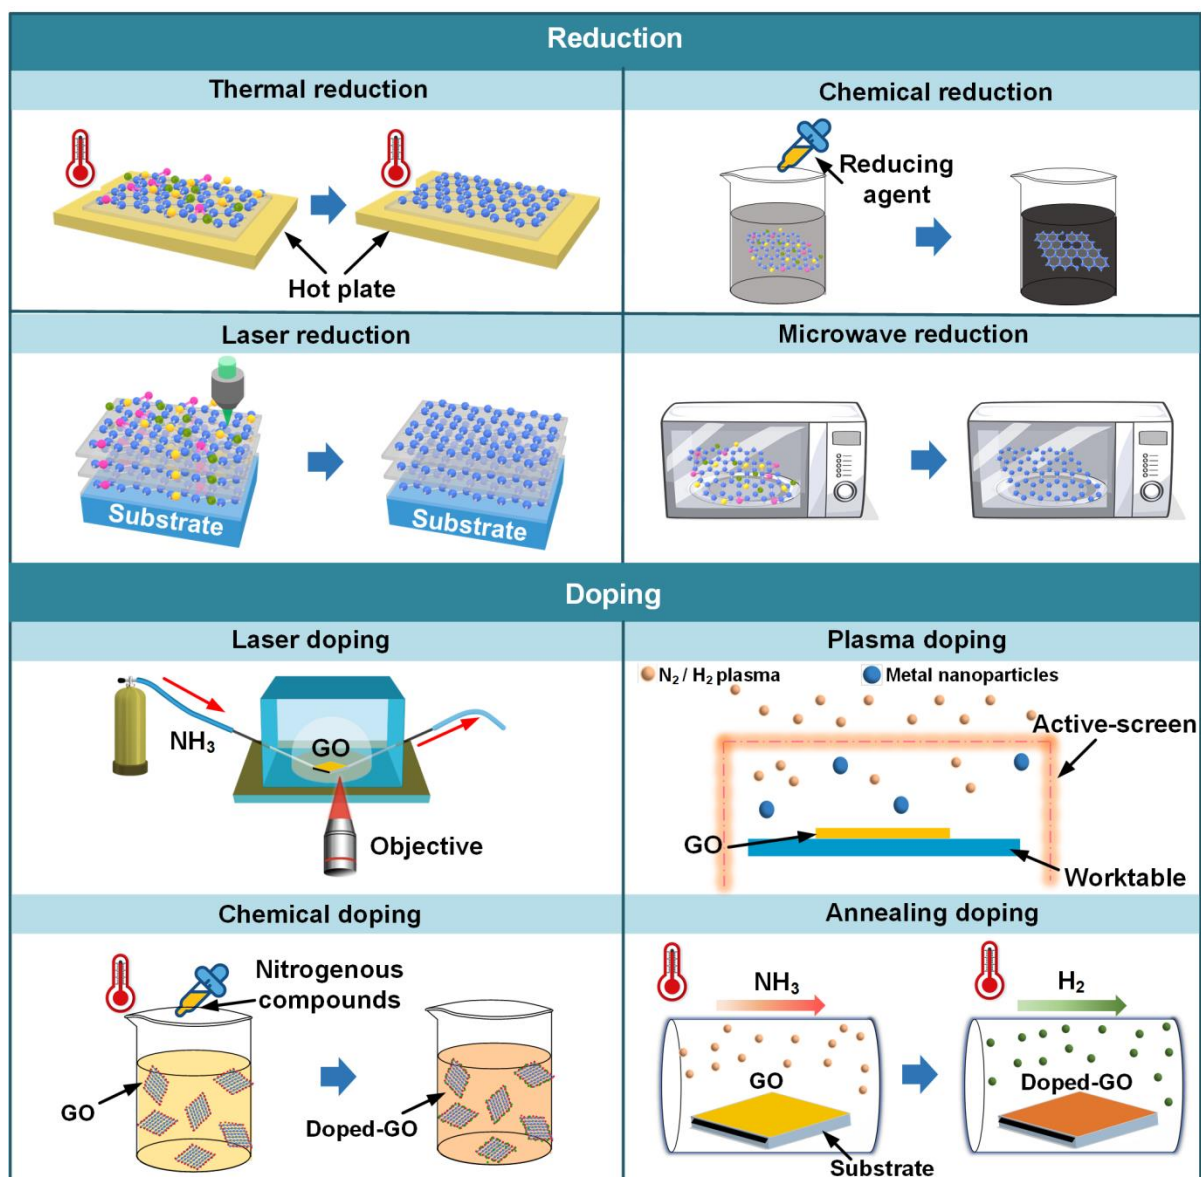 Reduction
Thermal reduction
Hot plate
Chemical reduction
Reducing
agent
Laser reduction
Substrate
Substrate
Microwave reduction
Doping
Laser doping
NH₃
GO
Objective
Plasma doping
N₂ / H₂ plasma
Metal nanoparticles
Active-screen
GO
Worktable
Chemical doping
Nitrogenous
compounds
GO
Doped-GO
Annealing doping
NH₃
H₂
GO
Doped-GO
Substrate